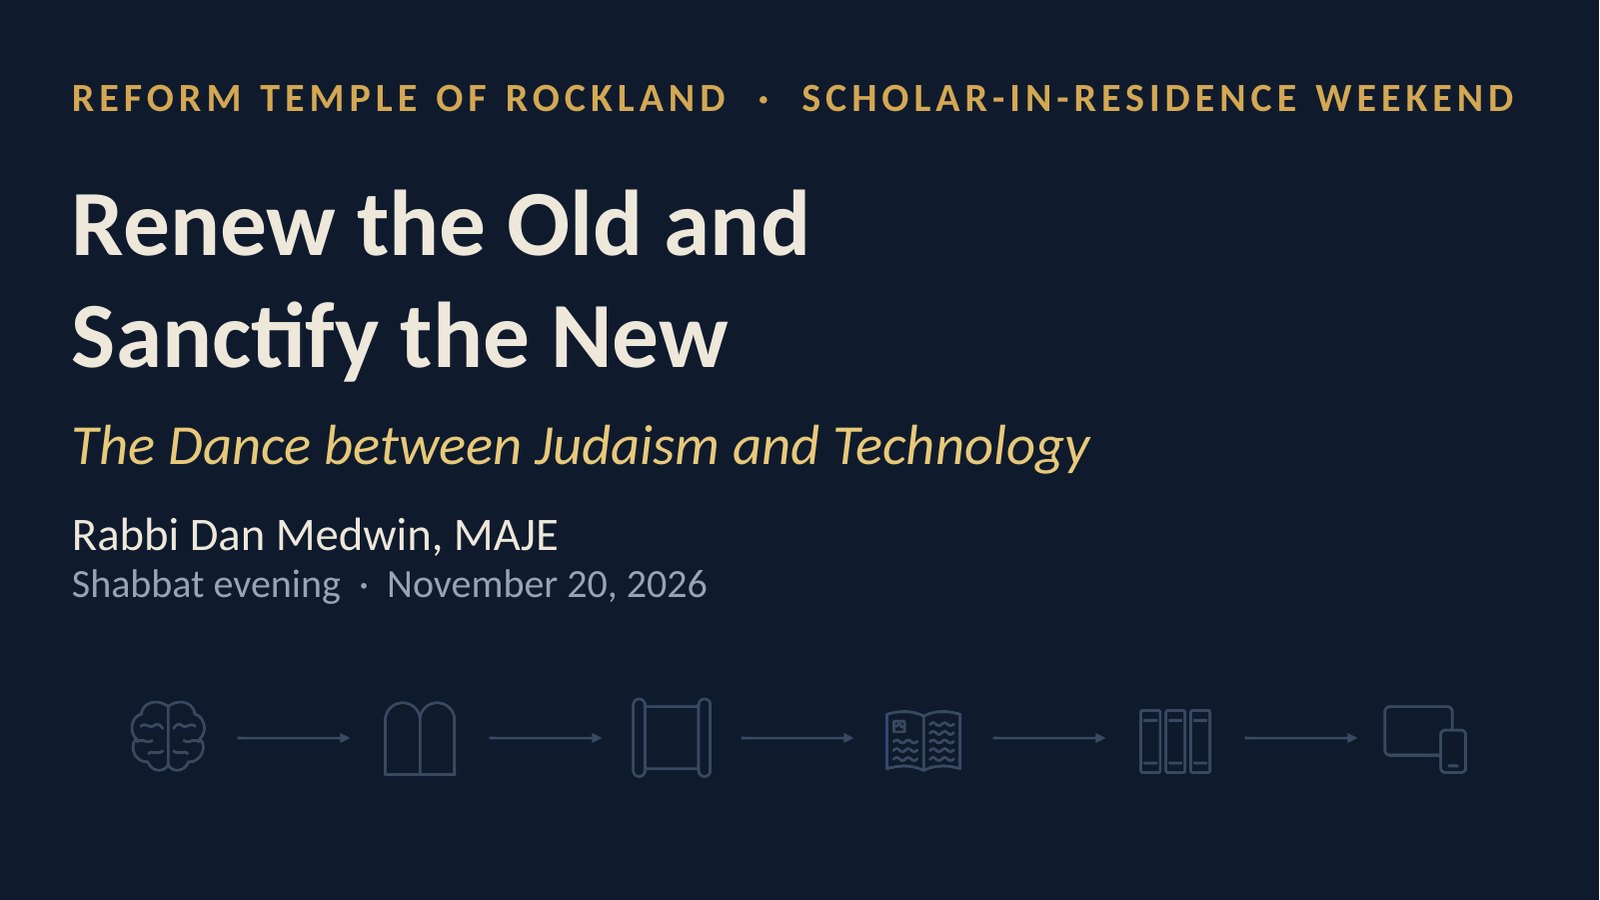 REFORM TEMPLE OF ROCKLAND · SCHOLAR-IN-RESIDENCE WEEKEND
Renew the Old and
Sanctify the New
The Dance between Judaism and Technology
Rabbi Dan Medwin, MAJE
Shabbat evening · November 20, 2026